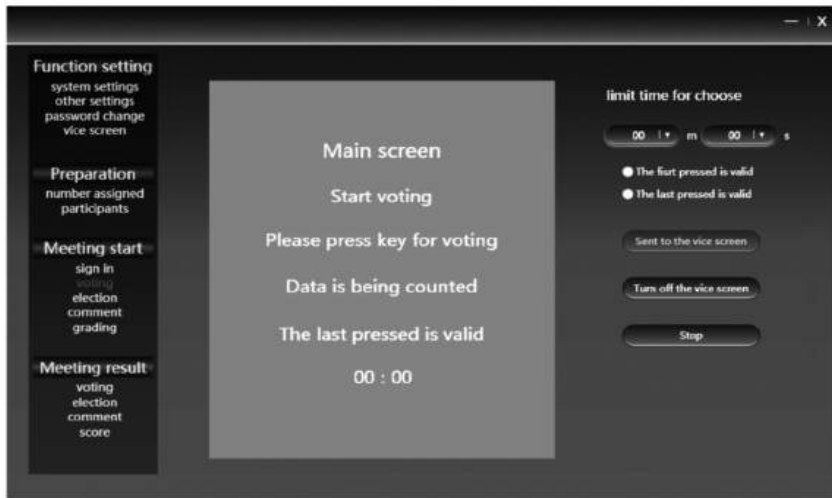 Function setting
system settings
other settings
password change
vice screen
Preparation
number assigned
participants
Meeting start
sign in
voting
election
comment
grading
Meeting result
voting
election
comment
score
Main screen
Start voting
Please press key for voting
Data is being counted
The last pressed is valid
00 : 00
limit time for choose
00 m 00 s
The fisrt pressed is valid
The last pressed is valid
Sent to the vice screen
Turn off the vice screen
Stop